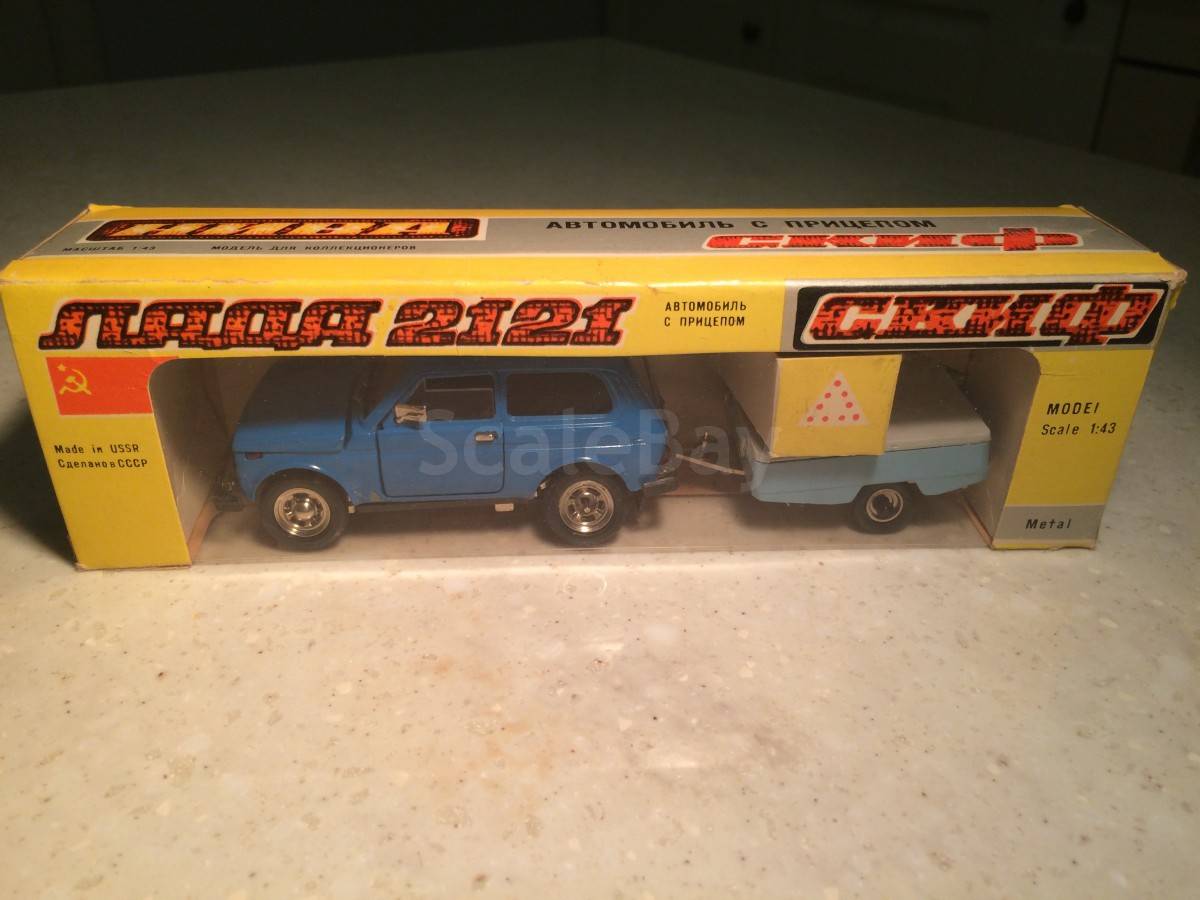 НИВА
АВТОМОБИЛЬ С ПРИЦЕПОМ
МАСШТАБ 1:43 МОДЕЛЬ ДЛЯ КОЛЛЕКЦИОНЕРОВ
СКИФ
ЛАДА 2121
АВТОМОБИЛЬ
С ПРИЦЕПОМ
СКИФ
Made in USSR
Сделано в СССР
MODEl
Scale 1:43
Metal
ScaleBay